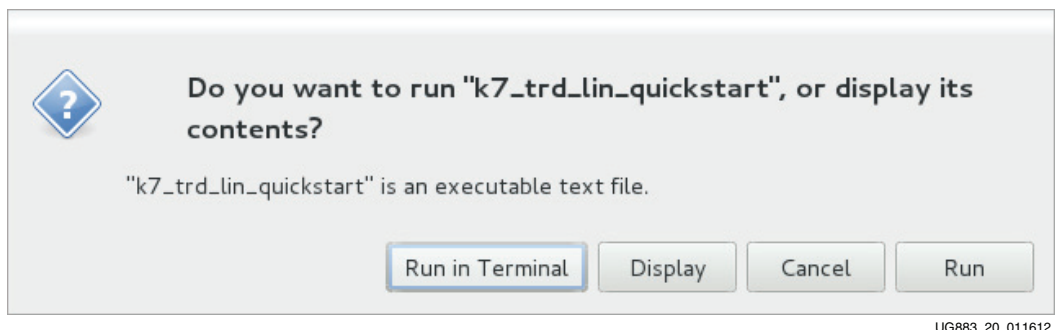 Do you want to run "k7_trd_lin_quickstart", or display its
contents?
"k7_trd_lin_quickstart" is an executable text file.
Run in Terminal Display Cancel Run
UG883_20_011612